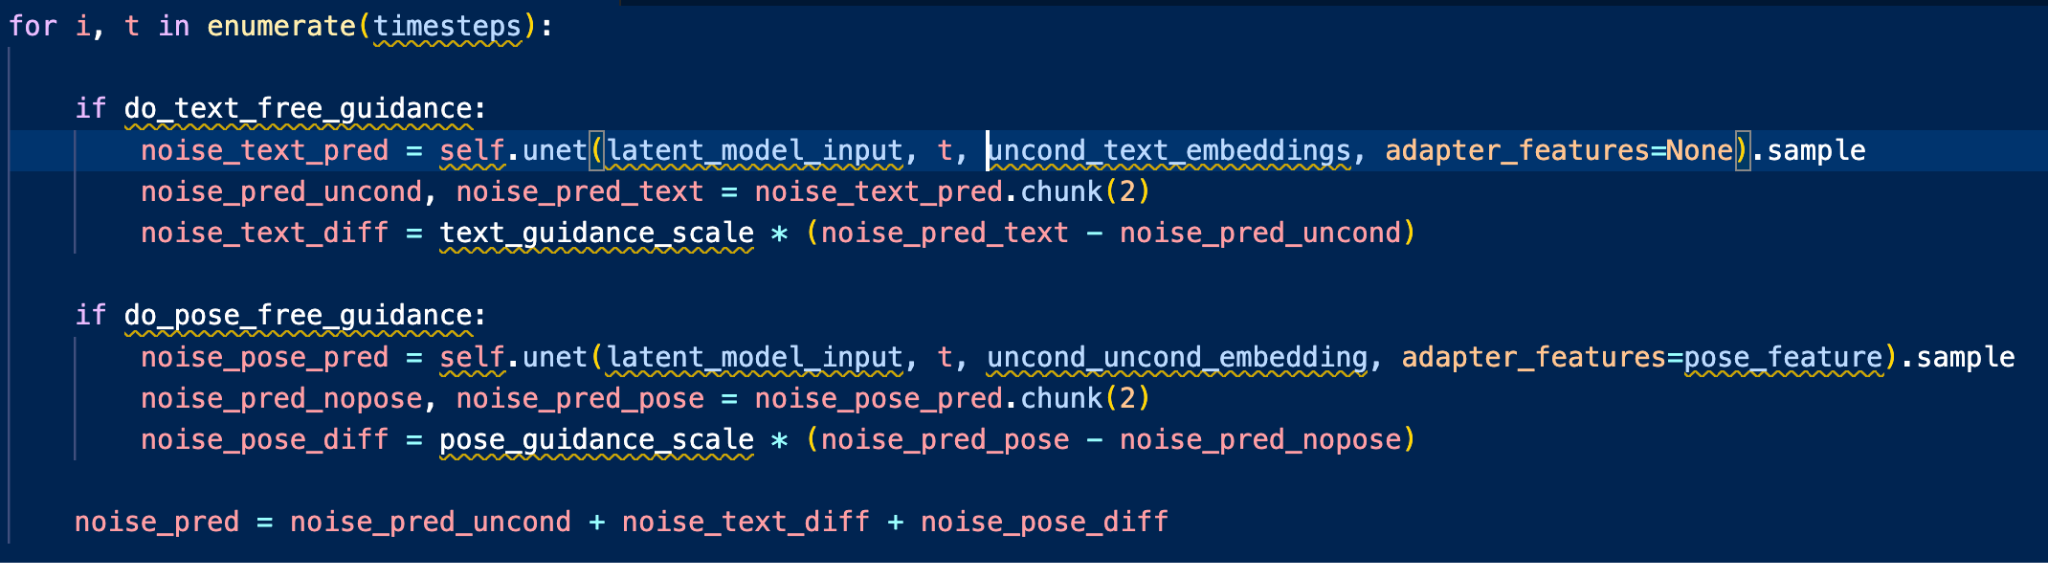 for i, t in enumerate(timesteps):
if do_text_free_guidance:
noise_text_pred = self.unet(latent_model_input, t, uncond_text_embeddings, adapter_features=None).sample
noise_pred_uncond, noise_pred_text = noise_text_pred.chunk(2)
noise_text_diff = text_guidance_scale * (noise_pred_text - noise_pred_uncond)
if do_pose_free_guidance:
noise_pose_pred = self.unet(latent_model_input, t, uncond_uncond_embedding, adapter_features=pose_feature).sample
noise_pred_nopose, noise_pred_pose = noise_pose_pred.chunk(2)
noise_pose_diff = pose_guidance_scale * (noise_pred_pose - noise_pred_nopose)
noise_pred = noise_pred_uncond + noise_text_diff + noise_pose_diff